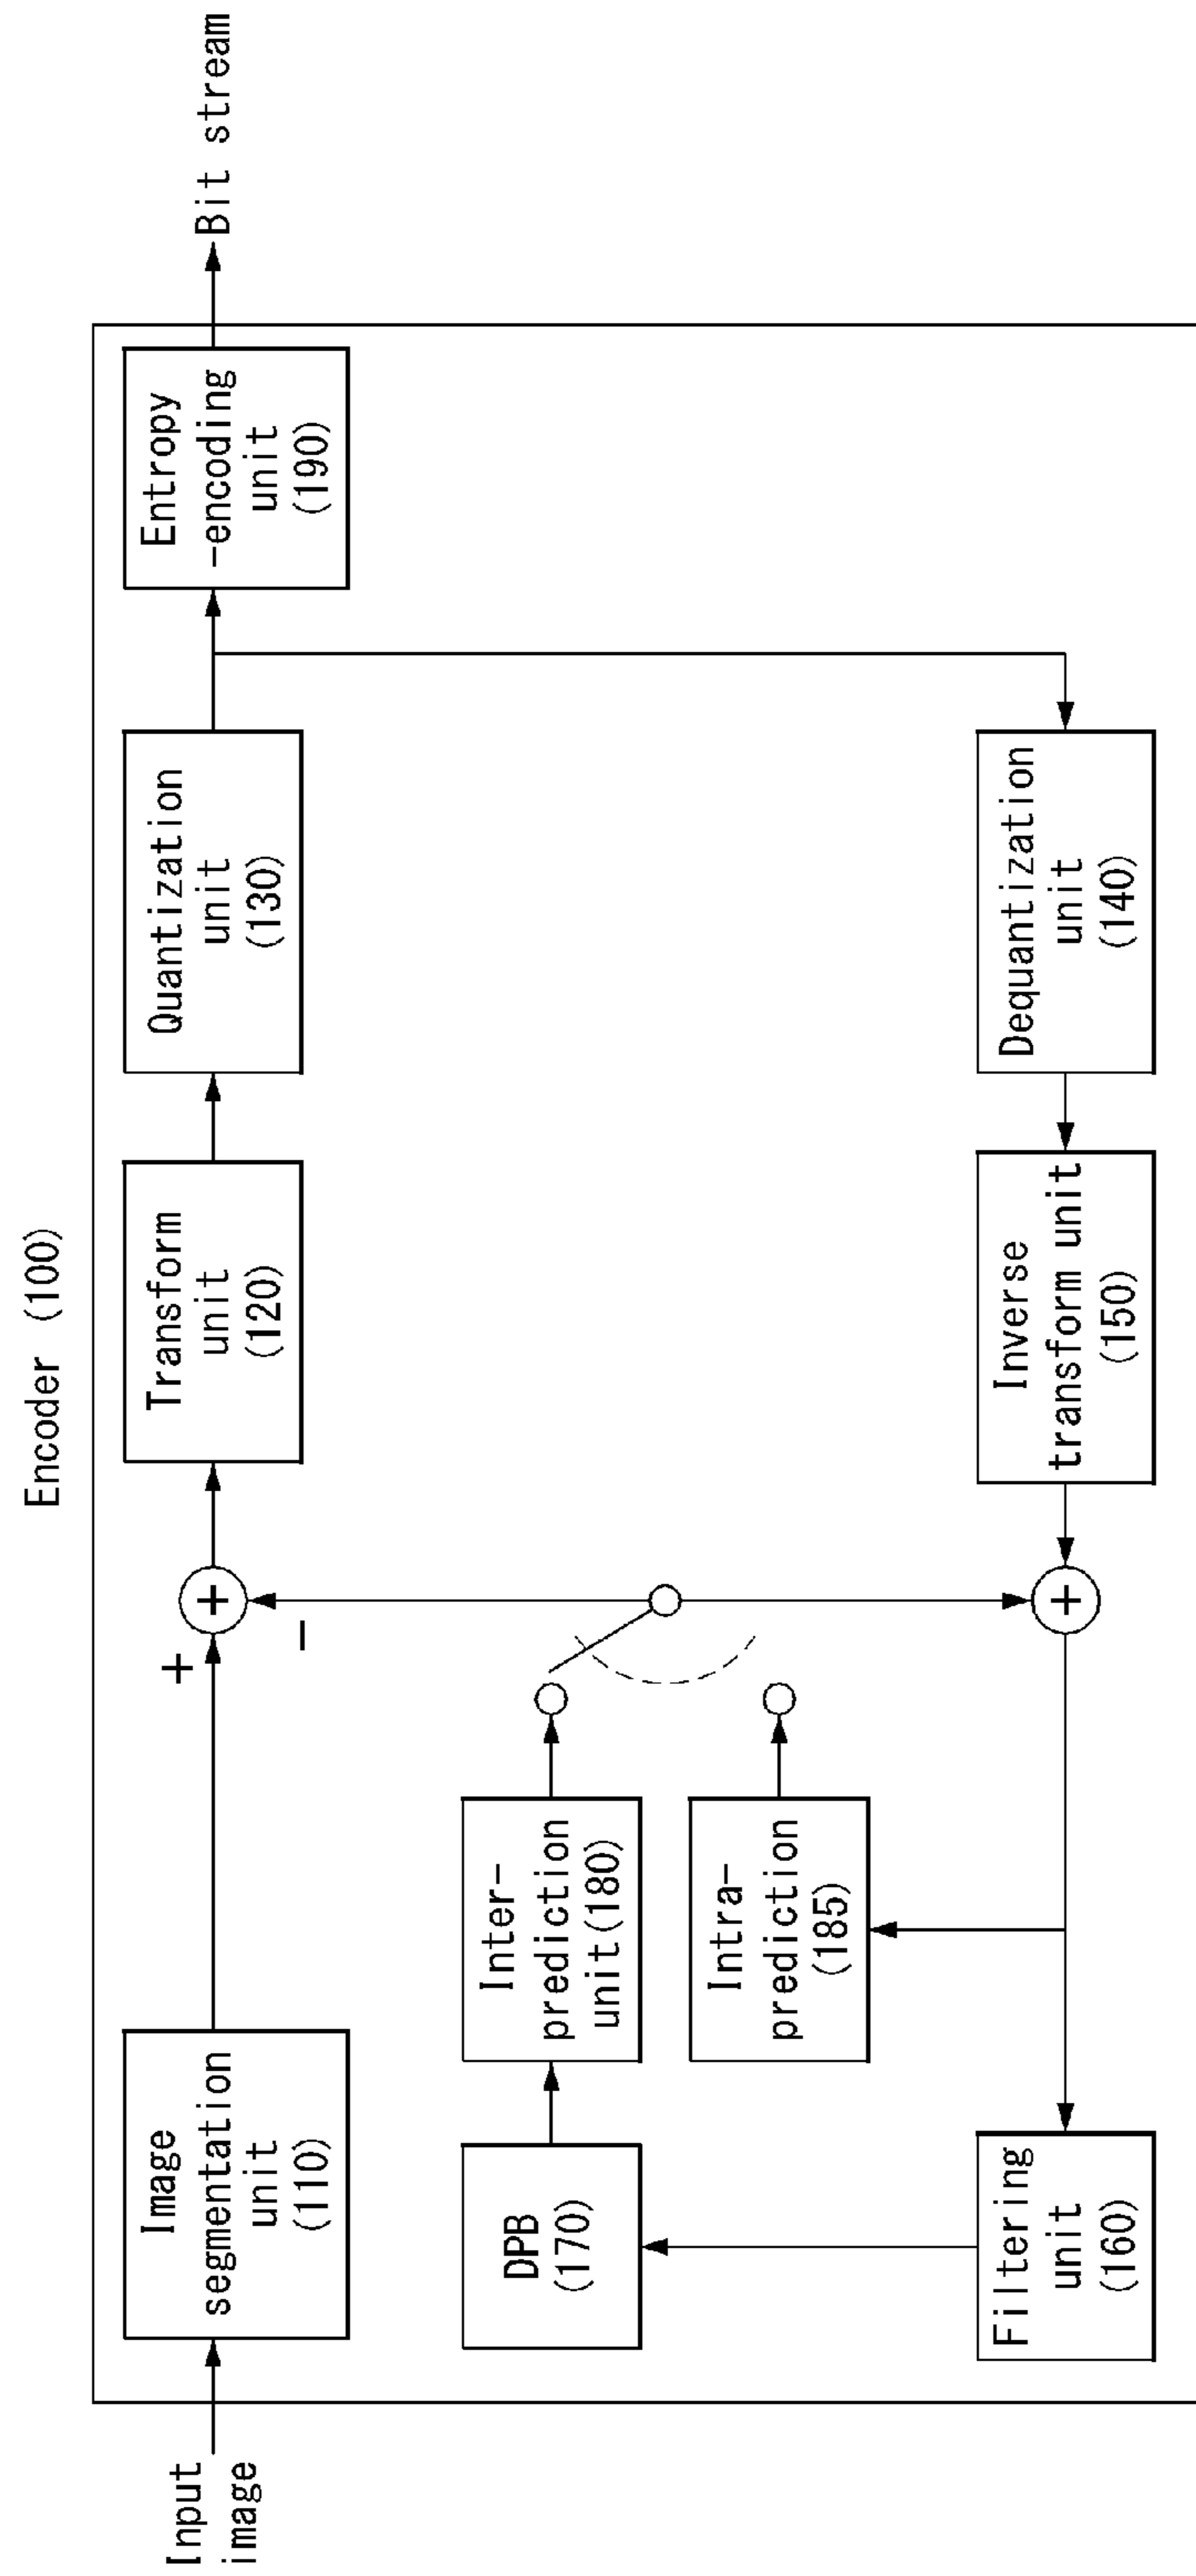 Encoder (100)
Input
image
Image
segmentation
unit
(110)
+
−
+
Transform
unit
(120)
Quantization
unit
(130)
Entropy
-encoding
unit
(190)
Bit stream
DPB
(170)
Inter-
prediction
unit(180)
Intra-
prediction
(185)
Filtering
unit
(160)
+
Inverse
transform unit
(150)
Dequantization
unit
(140)